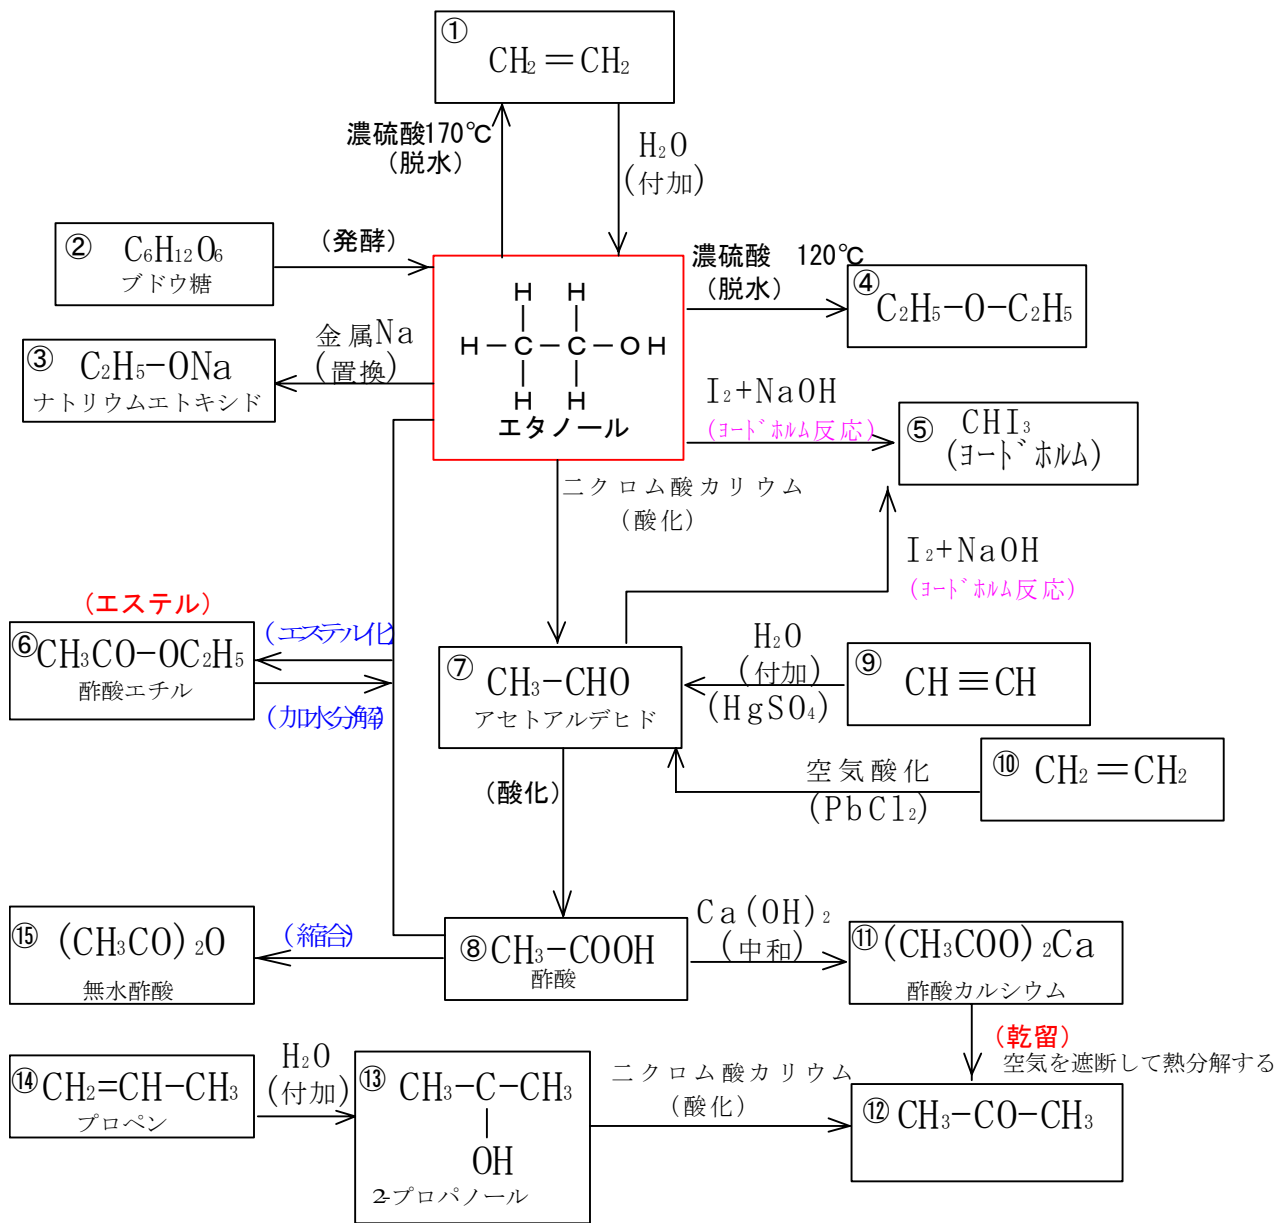 ①
CH₂＝CH₂
濃硫酸170℃
(脱水)
H₂O
(付加)
② C₆H₁₂O₆
ブドウ糖
(発酵)
濃硫酸 120℃
(脱水)
④
C₂H₅−O−C₂H₅
H H
H−C−C−OH
H H
エタノール
金属Na
(置換)
③ C₂H₅−ONa
ナトリウムエトキシド
I₂+NaOH
(ﾖｰﾄﾞﾎﾙﾑ反応)
⑤ CHI₃
(ﾖｰﾄﾞﾎﾙﾑ)
二クロム酸カリウム
(酸化)
I₂+NaOH
(ﾖｰﾄﾞﾎﾙﾑ反応)
(エステル)
⑥CH₃CO−OC₂H₅
酢酸エチル
(エステル化)
(加水分解)
⑦ CH₃−CHO
アセトアルデヒド
H₂O
(付加)
(HgSO₄)
⑨ CH≡CH
空気酸化
(PbCl₂)
⑩ CH₂＝CH₂
(酸化)
⑮ (CH₃CO)₂O
無水酢酸
(縮合)
⑧CH₃−COOH
酢酸
Ca(OH)₂
(中和)
⑪(CH₃COO)₂Ca
酢酸カルシウム
(乾留)
空気を遮断して熱分解する
⑭CH₂=CH−CH₃
プロペン
H₂O
(付加)
⑬ CH₃−C−CH₃
OH
2-プロパノール
二クロム酸カリウム
(酸化)
⑫CH₃−CO−CH₃